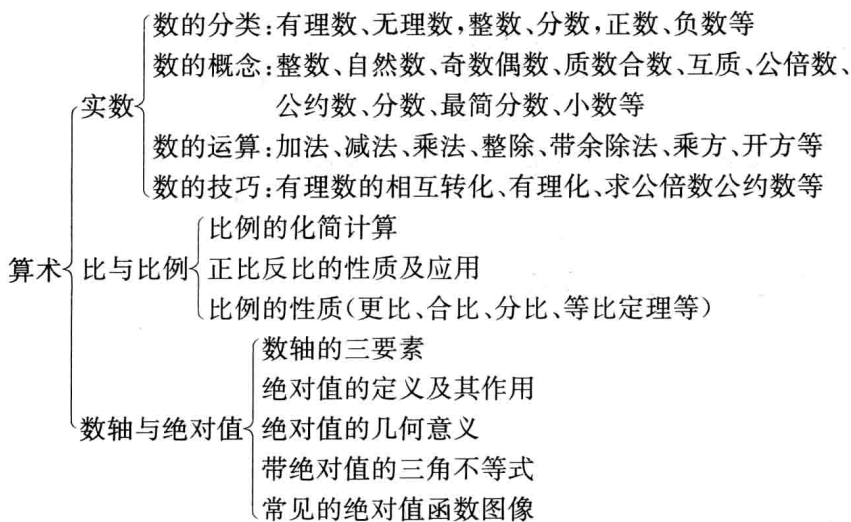 数的分类:有理数、无理数,整数、分数,正数、负数等
数的概念:整数、自然数、奇数偶数、质数合数、互质、公倍数、
公约数、分数、最简分数、小数等
实数
数的运算:加法、减法、乘法、整除、带余除法、乘方、开方等
数的技巧:有理数的相互转化、有理化、求公倍数公约数等
比例的化简计算
算术
比与比例
正比反比的性质及应用
比例的性质(更比、合比、分比、等比定理等)
数轴的三要素
绝对值的定义及其作用
数轴与绝对值
绝对值的几何意义
带绝对值的三角不等式
常见的绝对值函数图像